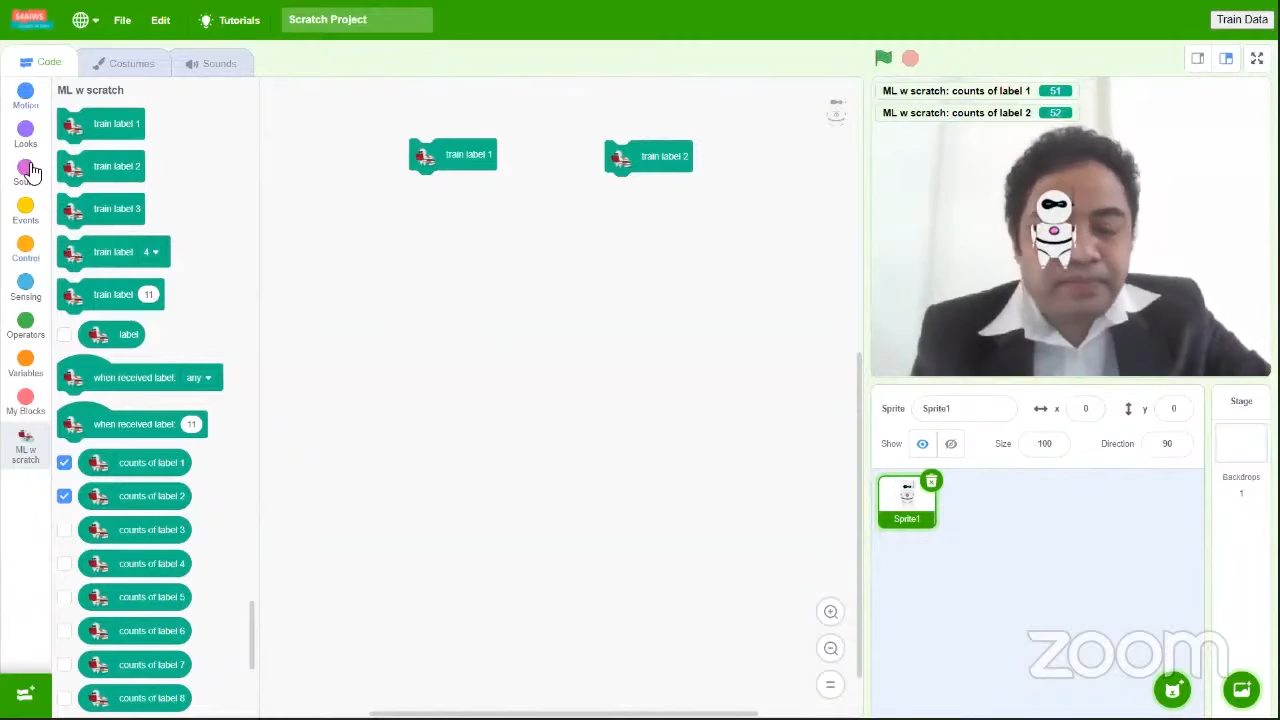 S4AIWS
File
Edit
Tutorials
Scratch Project
Train Data
Code
Costumes
Sounds
Motion
Looks
Events
Control
Sensing
Operators
Variables
My Blocks
ML w
scratch
ML w scratch
train label 1
train label 2
train label 3
train label 4
train label 11
label
when received label: any
when received label: 11
counts of label 1
counts of label 2
counts of label 3
counts of label 4
counts of label 5
counts of label 6
counts of label 7
counts of label 8
train label 1
train label 2
ML w scratch: counts of label 1 51
ML w scratch: counts of label 2 52
Sprite Sprite1 x 0 y 0
Show Size 100 Direction 90
Sprite1
Stage
Backdrops
1
zoom